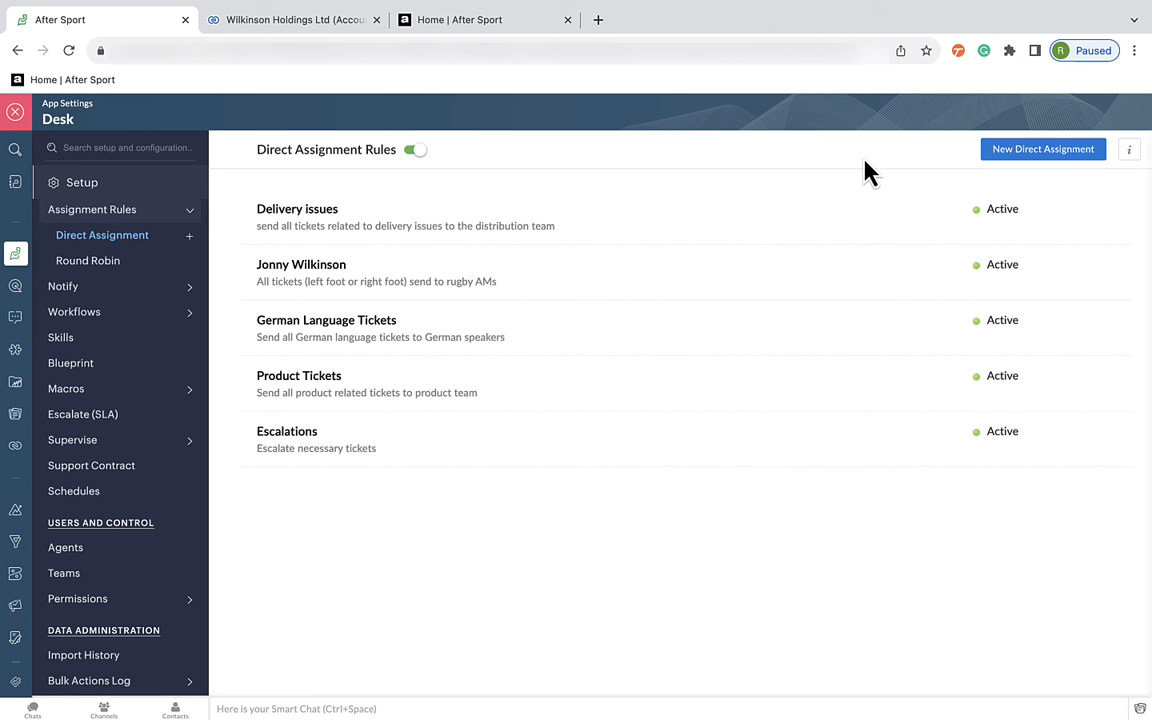 After Sport
Wilkinson Holdings Ltd (Accou
Home | After Sport
Paused
Home | After Sport
App Settings
Desk
Search setup and configuration..
Setup
Assignment Rules
Direct Assignment
Round Robin
Notify
Workflows
Skills
Blueprint
Macros
Escalate (SLA)
Supervise
Support Contract
Schedules
USERS AND CONTROL
Agents
Teams
Permissions
DATA ADMINISTRATION
Import History
Bulk Actions Log
Direct Assignment Rules
New Direct Assignment
Delivery issues
Active
send all tickets related to delivery issues to the distribution team
Jonny Wilkinson
Active
All tickets (left foot or right foot) send to rugby AMs
German Language Tickets
Active
Send all German language tickets to German speakers
Product Tickets
Active
Send all product related tickets to product team
Escalations
Active
Escalate necessary tickets
Chats
Channels
Contacts
Here is your Smart Chat (Ctrl+Space)